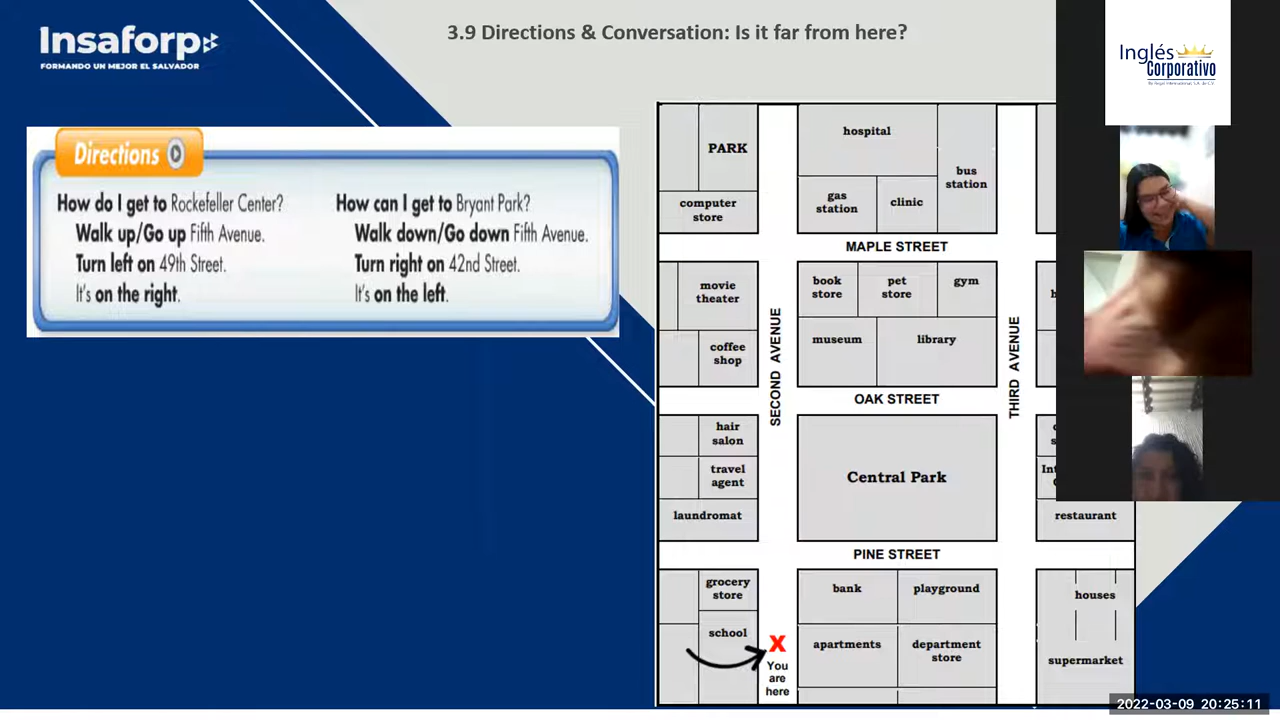 Insaforp
FORMANDO UN MEJOR EL SALVADOR
3.9 Directions & Conversation: Is it far from here?
Inglés
Corporativo
Directions
How do I get to Rockefeller Center?
Walk up/Go up Fifth Avenue.
Turn left on 49th Street.
It's on the right.
How can I get to Bryant Park?
Walk down/Go down Fifth Avenue.
Turn right on 42nd Street.
It's on the left.
PARK
computer
store
hospital
gas
station
clinic
bus
station
MAPLE STREET
movie
theater
coffee
shop
SECOND AVENUE
book
store
pet
store
gym
museum
library
THIRD AVENUE
OAK STREET
hair
salon
travel
agent
laundromat
Central Park
restaurant
PINE STREET
grocery
store
school
X
You
are
here
bank
playground
apartments
department
store
houses
supermarket
2022-03-09 20:25:11